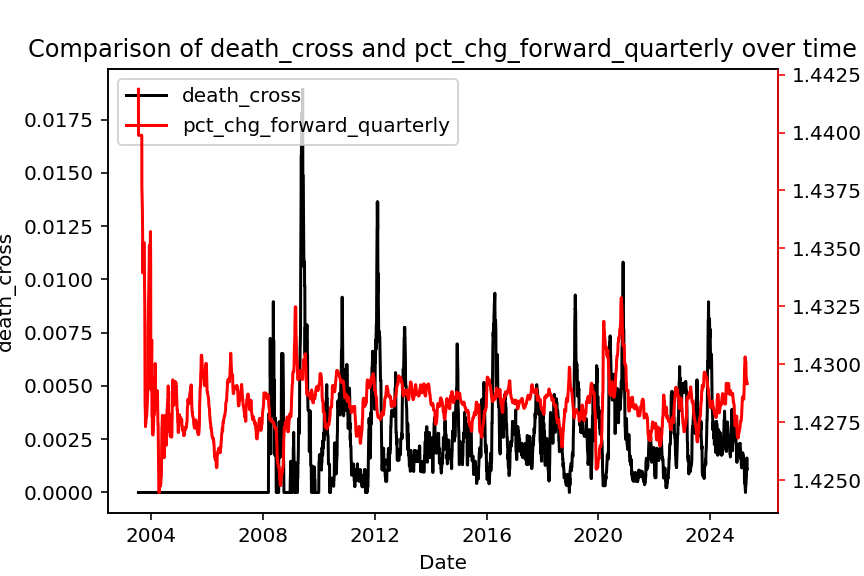 Comparison of death_cross and pct_chg_forward_quarterly over time
death_cross
pct_chg_forward_quarterly
0.0175
0.0150
0.0125
0.0100
0.0075
0.0050
0.0025
0.0000
death_cross
1.4425
1.4400
1.4375
1.4350
1.4325
1.4300
1.4275
1.4250
2004 2008 2012 2016 2020 2024
Date